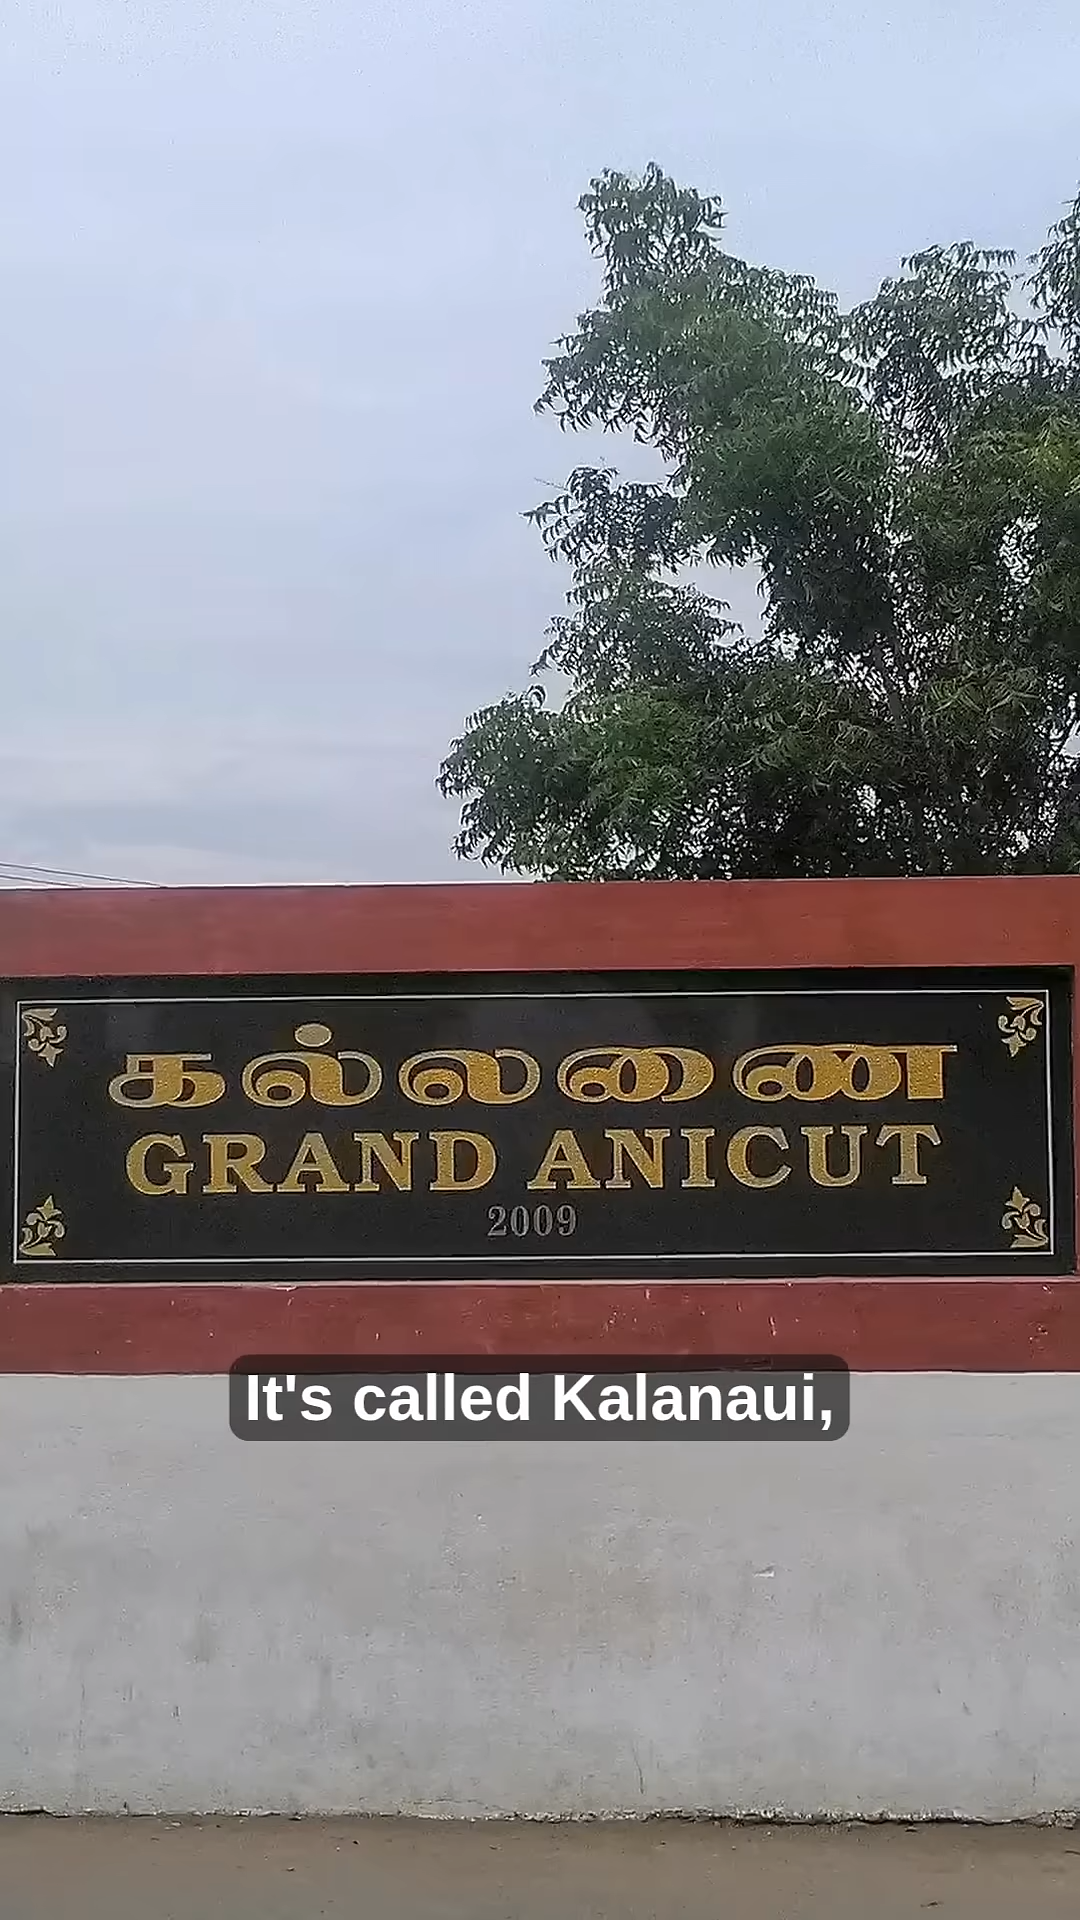 கல்லணை
GRAND ANICUT
2009
It's called Kalanaui,